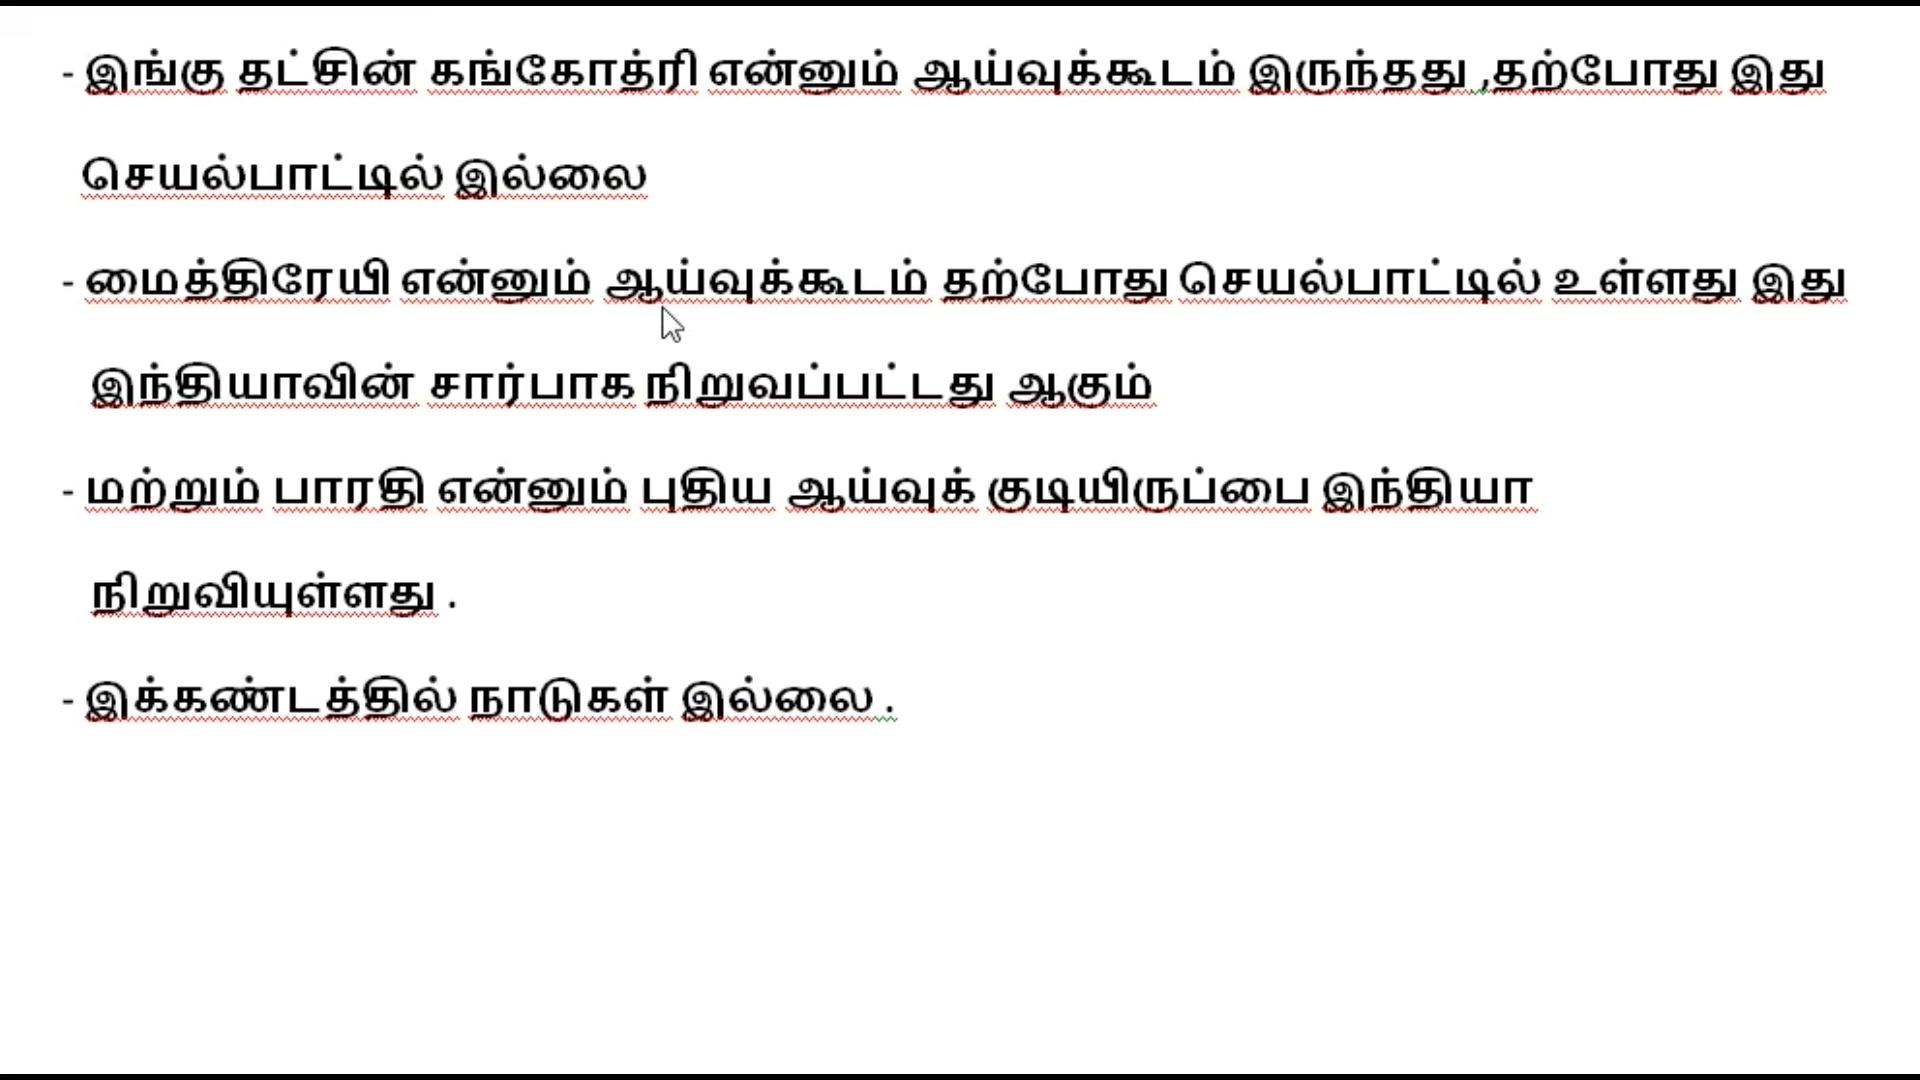 - இங்கு தட்சின் கங்கோத்ரி என்னும் ஆய்வுக்கூடம் இருந்தது ,தற்போது இது
செயல்பாட்டில் இல்லை
- மைத்திரேயி என்னும் ஆய்வுக்கூடம் தற்போது செயல்பாட்டில் உள்ளது இது
இந்தியாவின் சார்பாக நிறுவப்பட்டது ஆகும்
- மற்றும் பாரதி என்னும் புதிய ஆய்வுக் குடியிருப்பை இந்தியா
நிறுவியுள்ளது .
- இக்கண்டத்தில் நாடுகள் இல்லை .